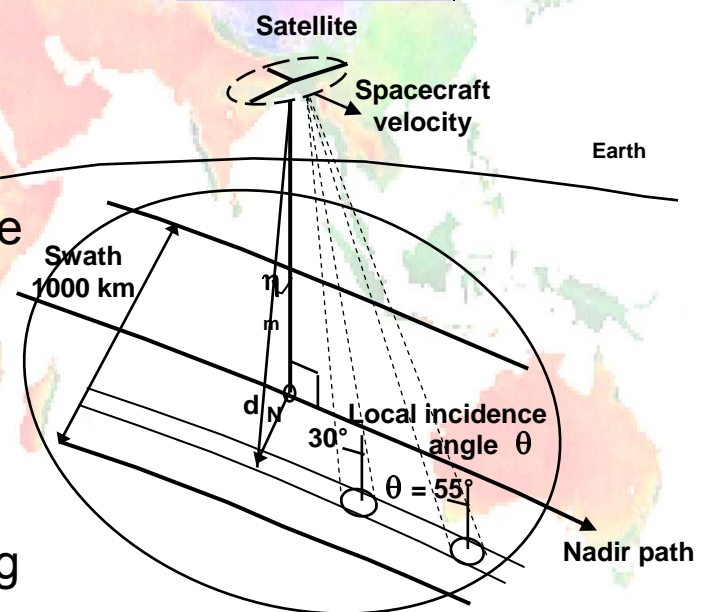 Satellite
Spacecraft
velocity
Earth
e
Swath
1000 km
η
m
d N
Local incidence
angle θ
30°
θ = 55°
Nadir path
g